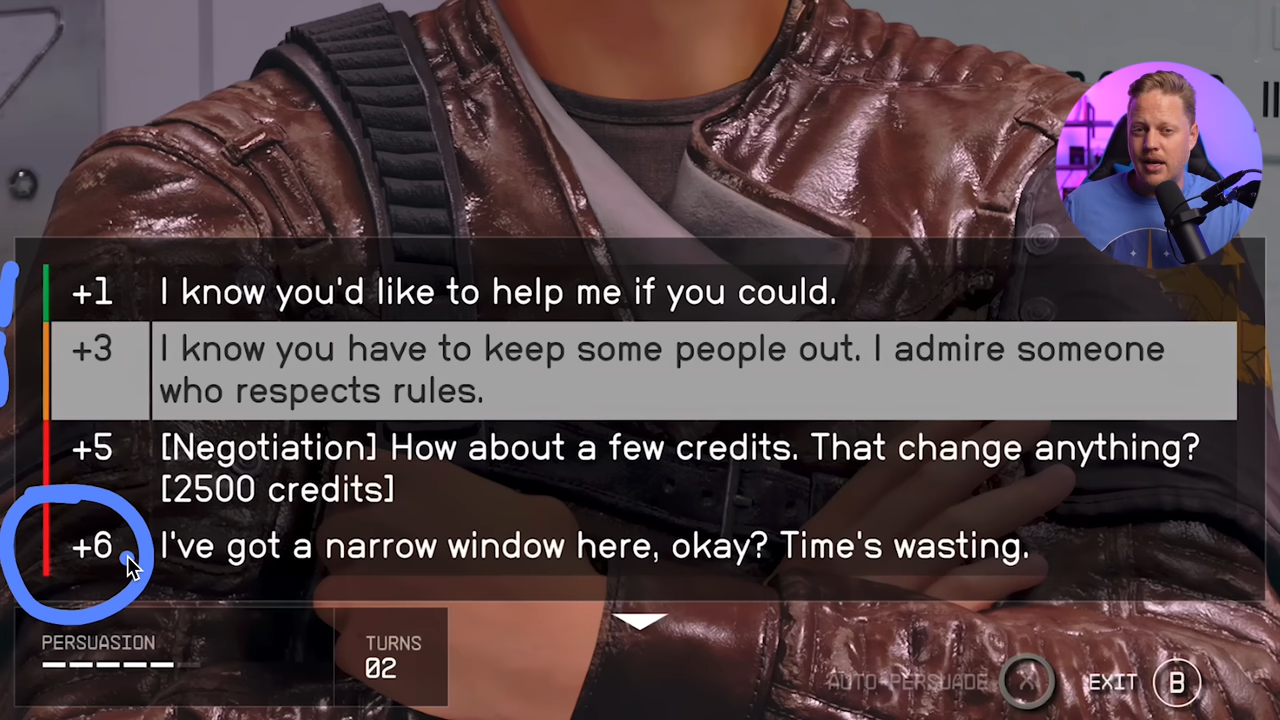 +1 I know you'd like to help me if you could.
+3 I know you have to keep some people out. I admire someone
who respects rules.
+5 [Negotiation] How about a few credits. That change anything?
[2500 credits]
+6 I've got a narrow window here, okay? Time's wasting.
PERSUASION
TURNS
02
AUTO-PERSUADE X
EXIT B